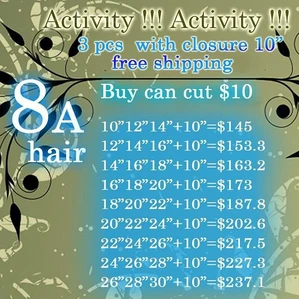 Activity !!! Activity !!!
3 pcs with closure 10”
free shipping
8A
hair
Buy can cut $10
10”12”14”+10”=$145
12”14”16”+10”=$153.3
14”16”18”+10”=$163.2
16”18”20”+10”=$173
18”20”22”+10”=$187.8
20”22”24”+10”=$202.6
22”24”26”+10”=$217.5
24”26”28”+10”=$227.3
26”28”30”+10”=$237.1